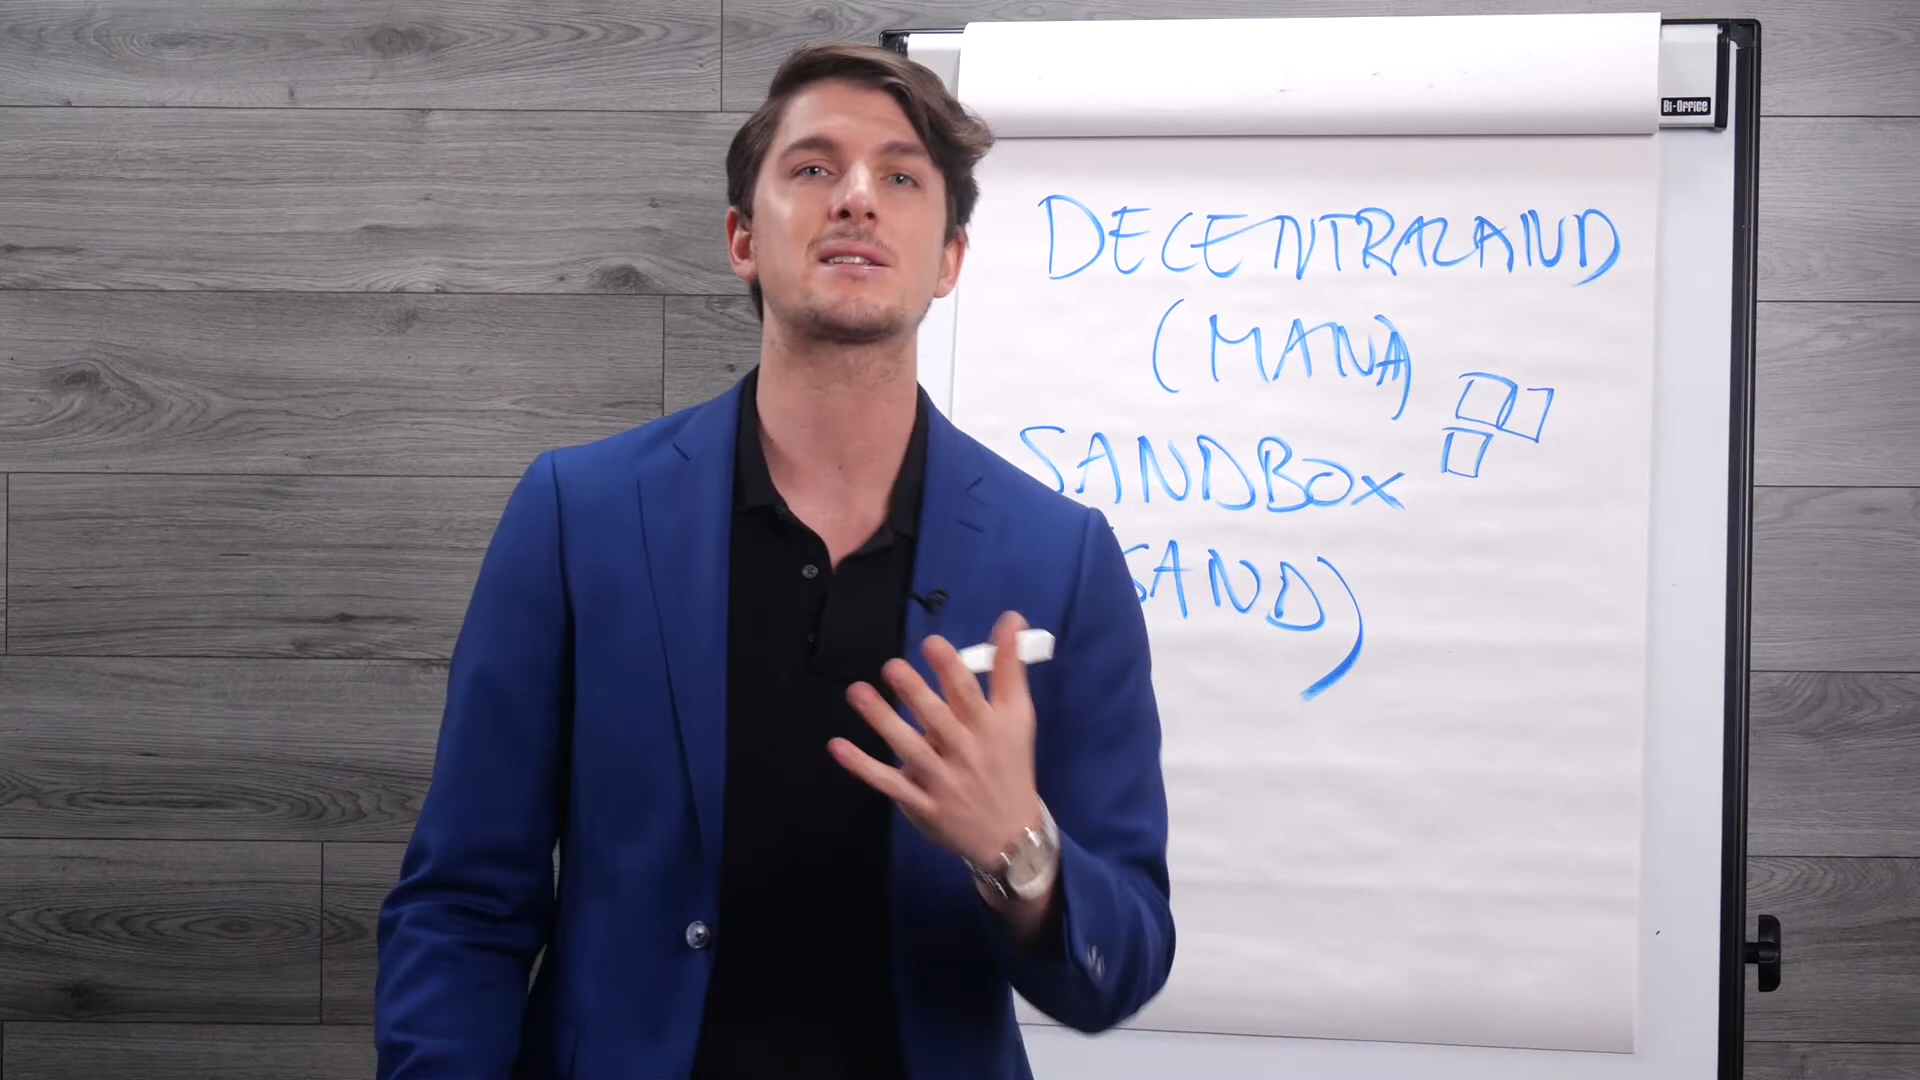 Bi-Office
DECENTRALAND
(MANA)
SANDBOX
(SAND)